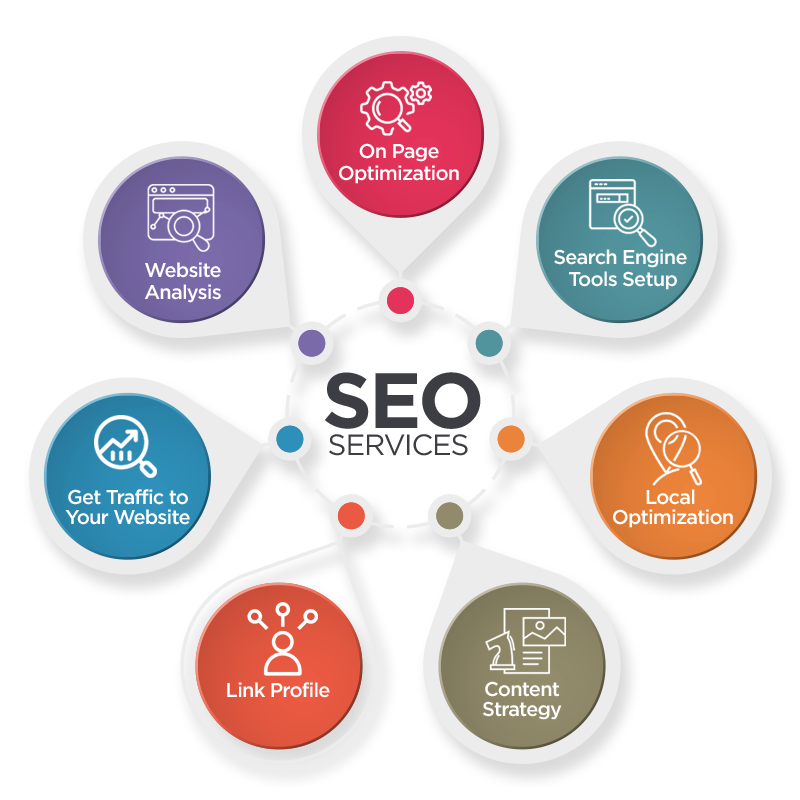 On Page
Optimization
Website
Analysis
Search Engine
Tools Setup
SEO
SERVICES
Get Traffic to
Your Website
Local
Optimization
Link Profile
Content
Strategy